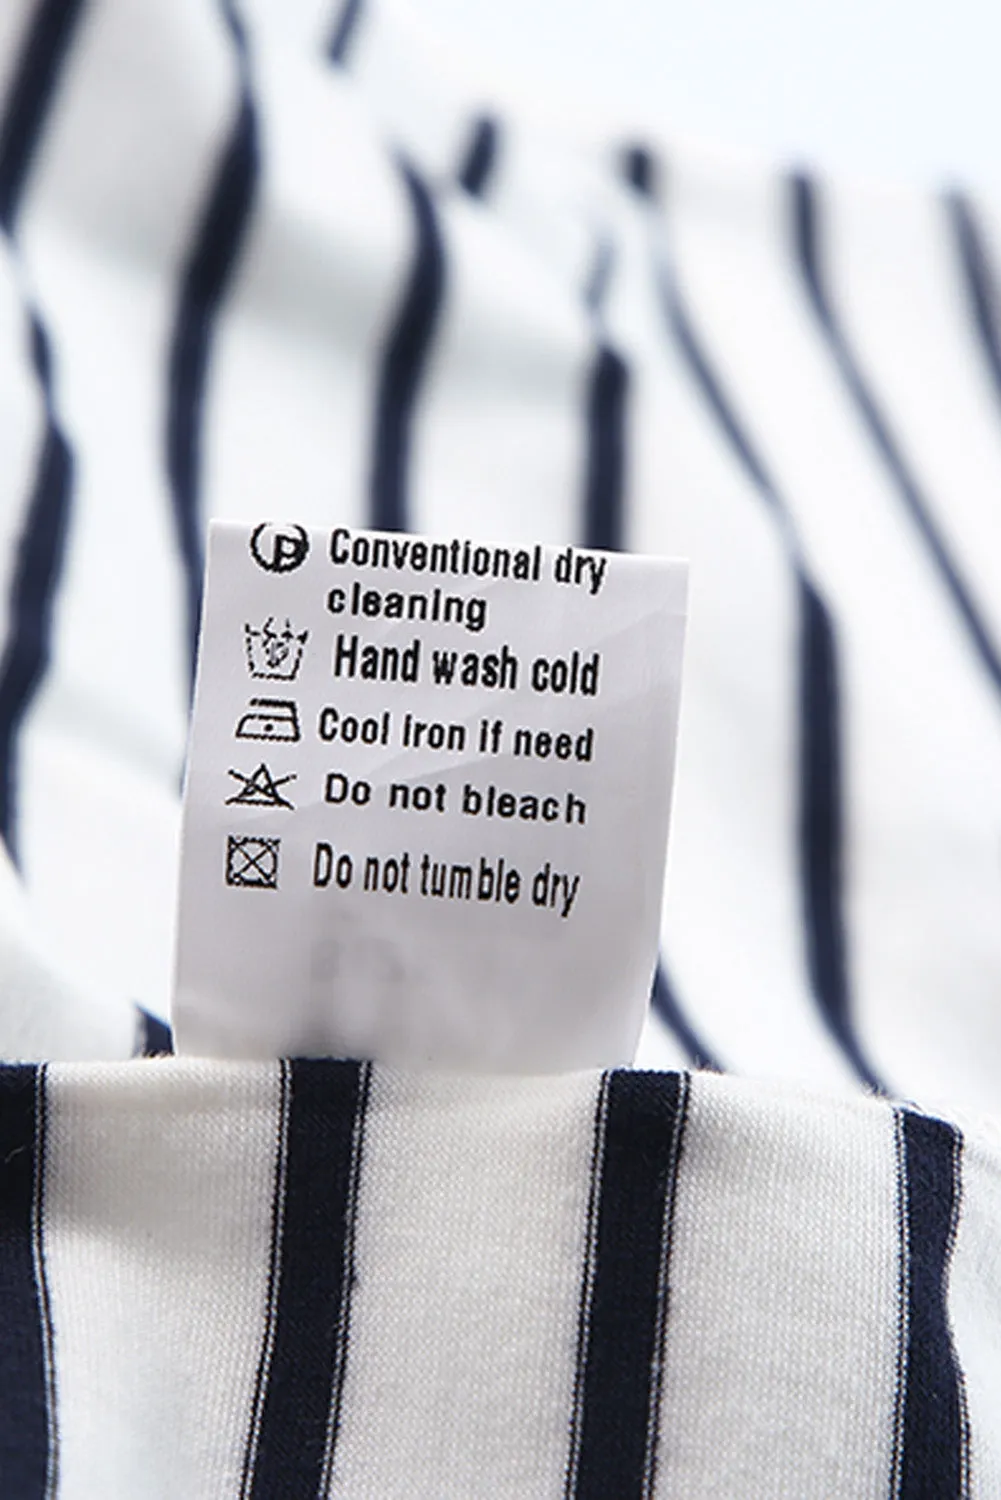 P Conventional dry
cleaning
Hand wash cold
Cool iron if need
Do not bleach
Do not tumble dry